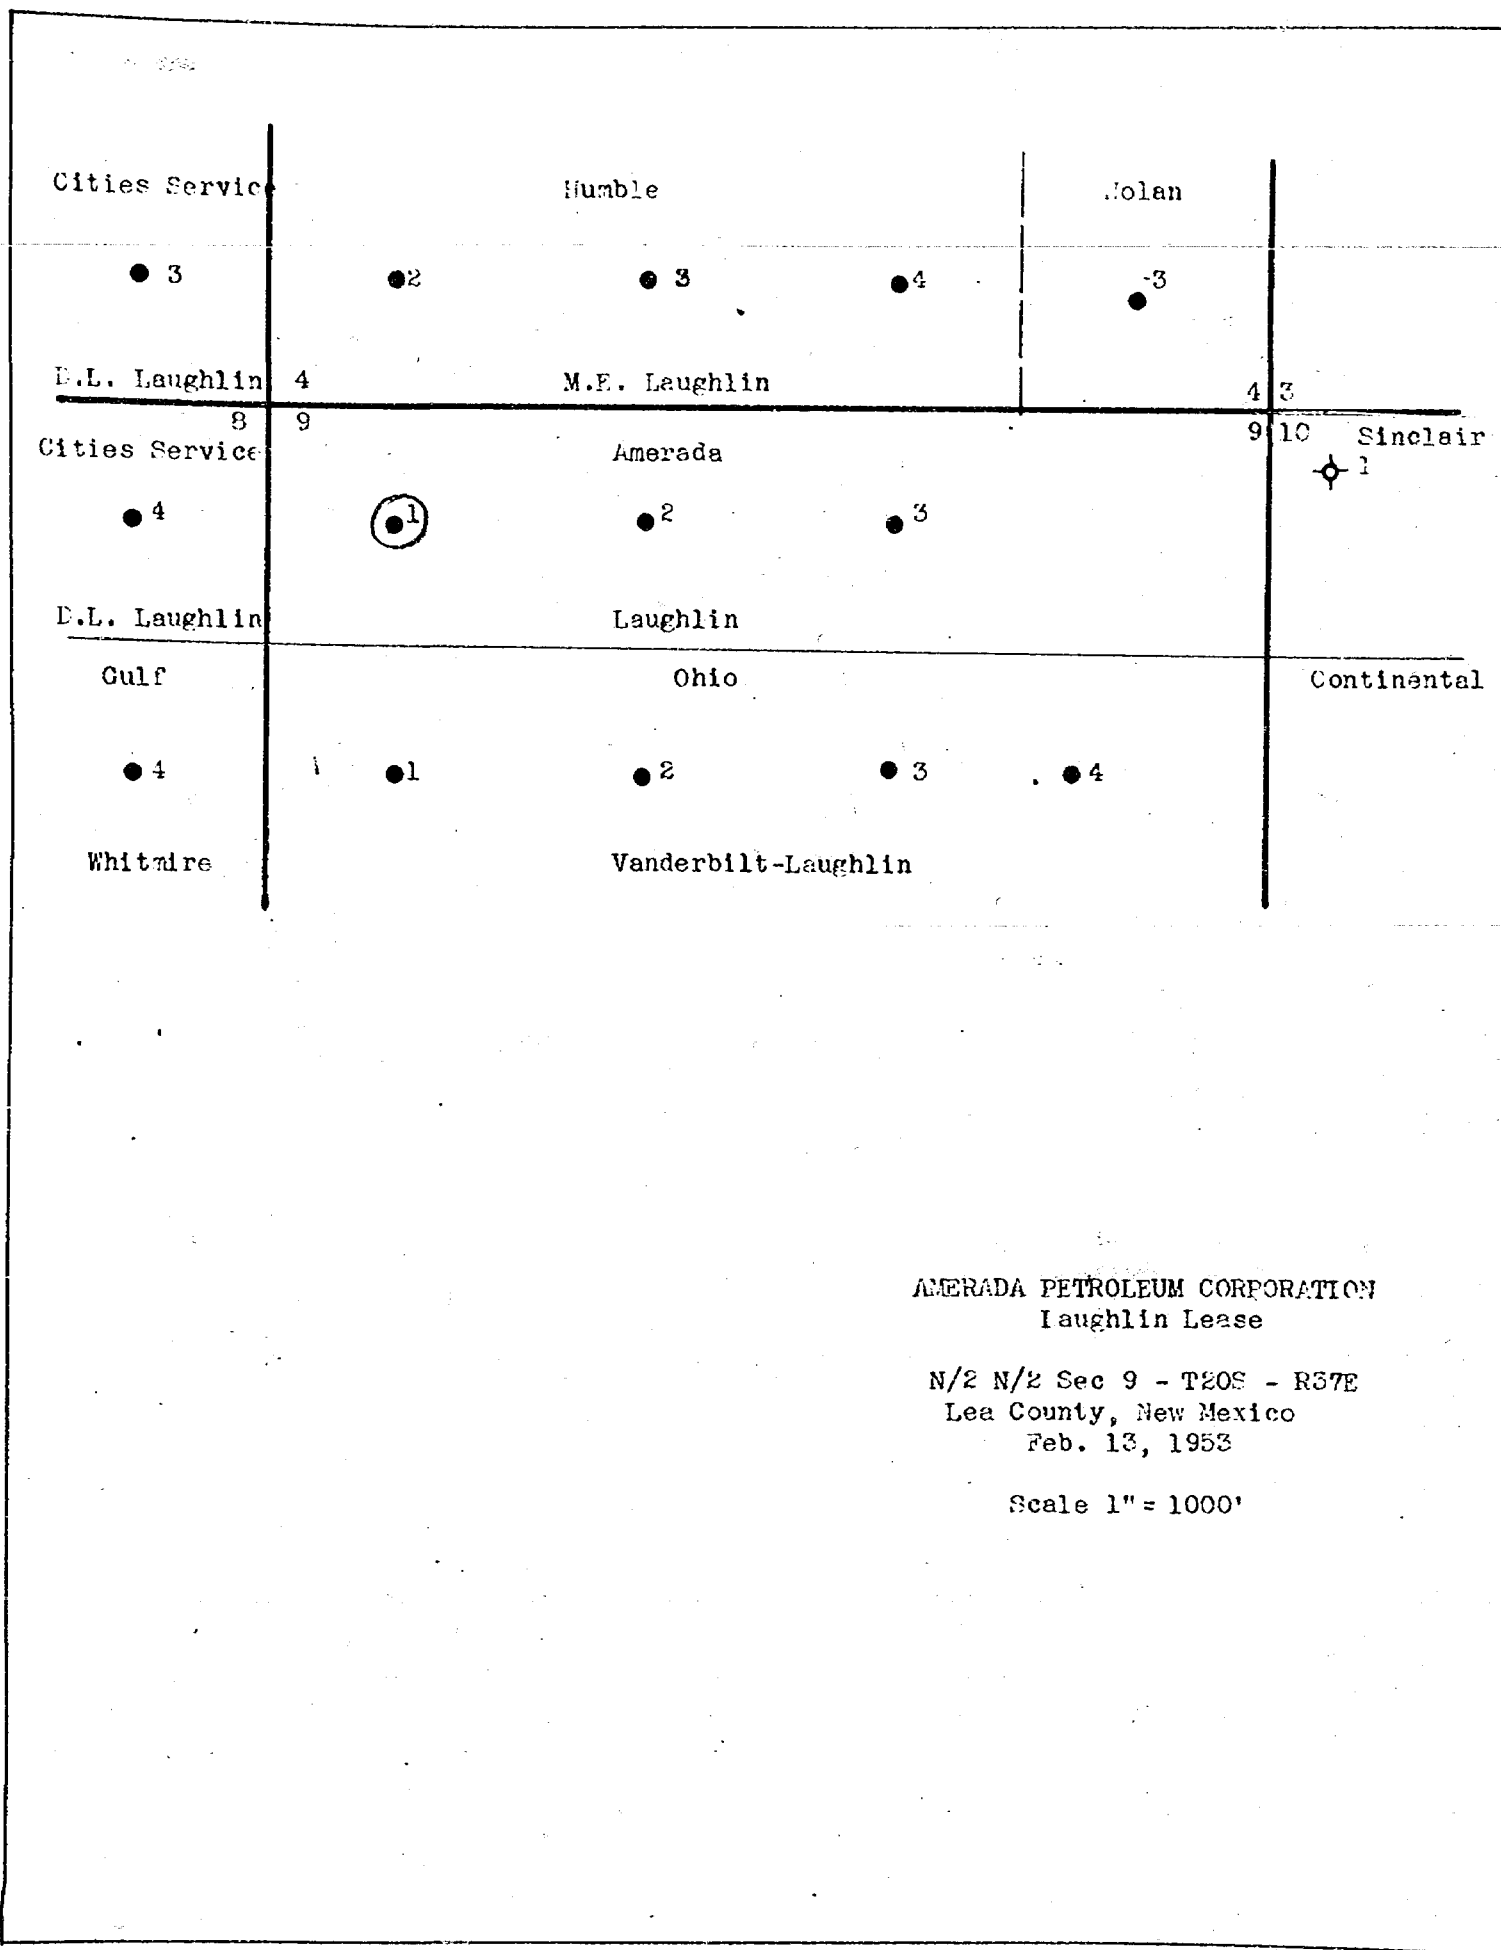 Cities Service Humble Nolan
3 2 3 4 3
D.L. Laughlin 4 M.E. Laughlin 4 3
8 9 9 10 Sinclair
Cities Service Amerada
1
4 1 2 3
D.L. Laughlin Laughlin
Gulf Ohio Continental
4 1 2 3 4
Whitmire Vanderbilt-Laughlin
AMERADA PETROLEUM CORPORATION
Laughlin Lease
N/2 N/2 Sec 9 - T20S - R37E
Lea County, New Mexico
Feb. 13, 1953
Scale 1" = 1000'